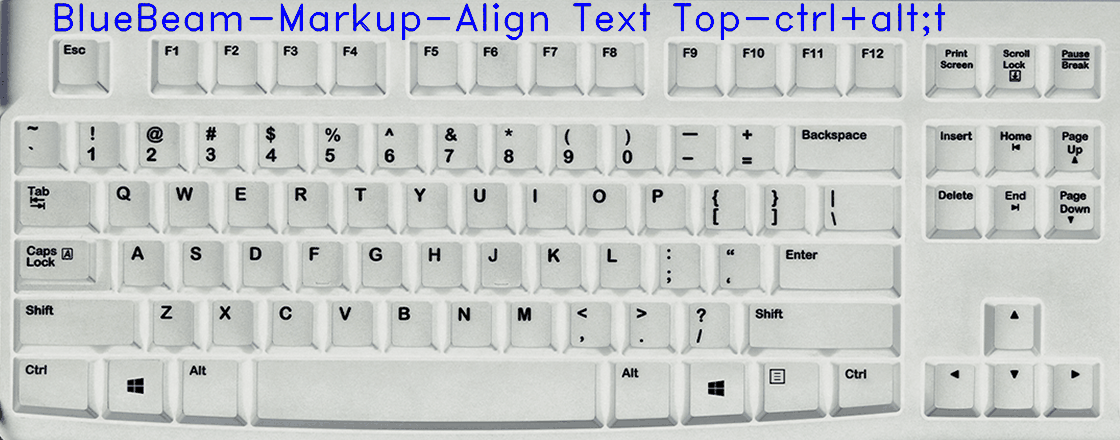 BlueBeam-Markup-Align Text Top-ctrl+alt;t
Esc F1 F2 F3 F4 F5 F6 F7 F8 F9 F10 F11 F12 Print Screen Scroll Lock Pause Break
~ ` ! 1 @ 2 # 3 $ 4 % 5 ^ 6 & 7 * 8 ( 9 ) 0 — – + = Backspace Insert Home Page Up
Tab Q W E R T Y U I O P { [ } ] | \ Delete End Page Down
Caps Lock A S D F G H J K L : ; “ ‘ Enter
Shift Z X C V B N M < , > . ? / Shift
Ctrl Alt Alt Ctrl